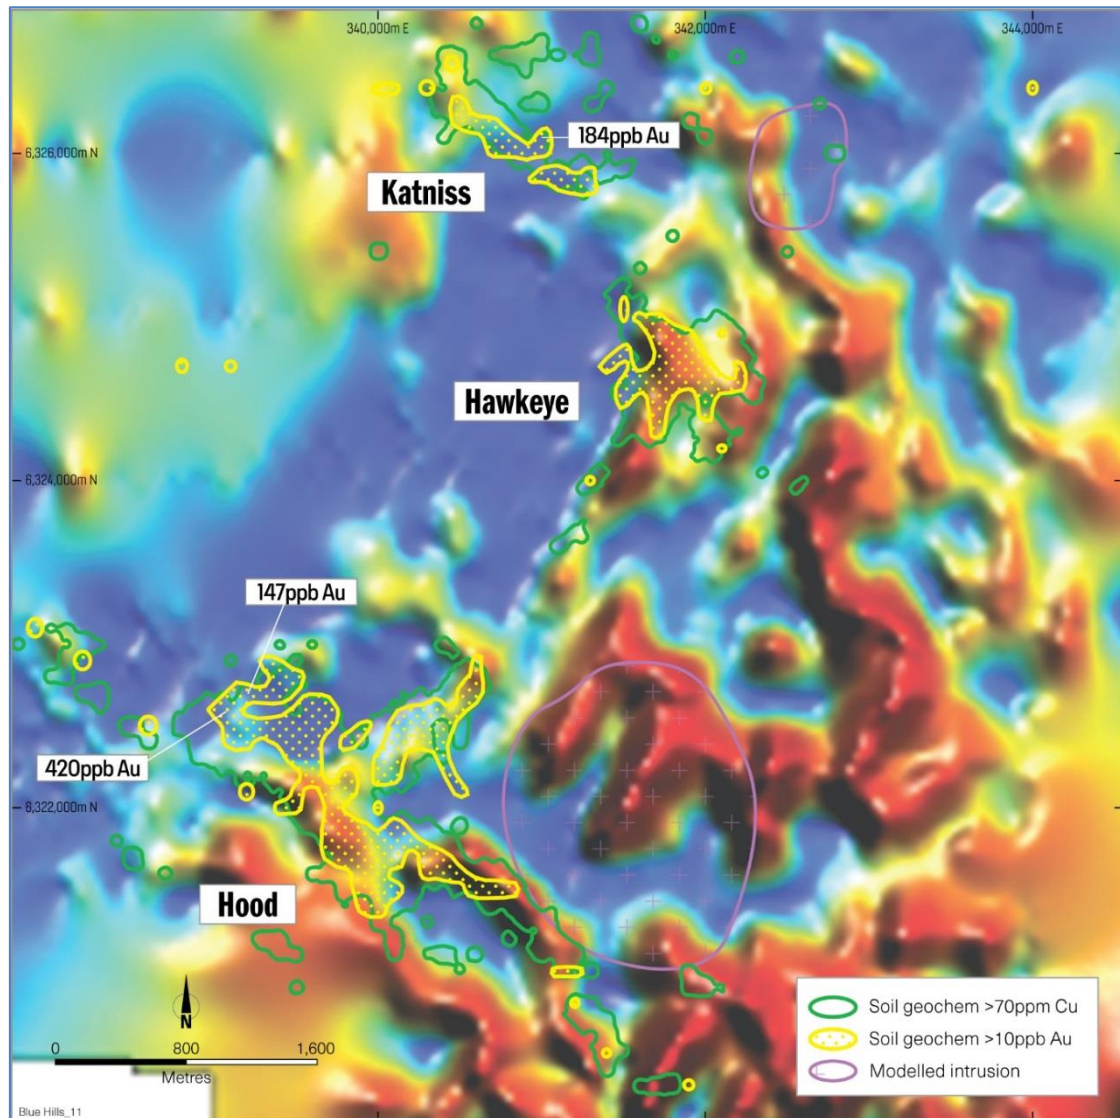 340,000m E
342,000m E
344,000m E
6,326,000m N
184ppb Au
Katniss
Hawkeye
6,324,000m N
147ppb Au
420ppb Au
6,322,000m N
Hood
N
0 800 1,600
Metres
Soil geochem >70ppm Cu
Soil geochem >10ppb Au
Modelled intrusion
Blue Hills_11